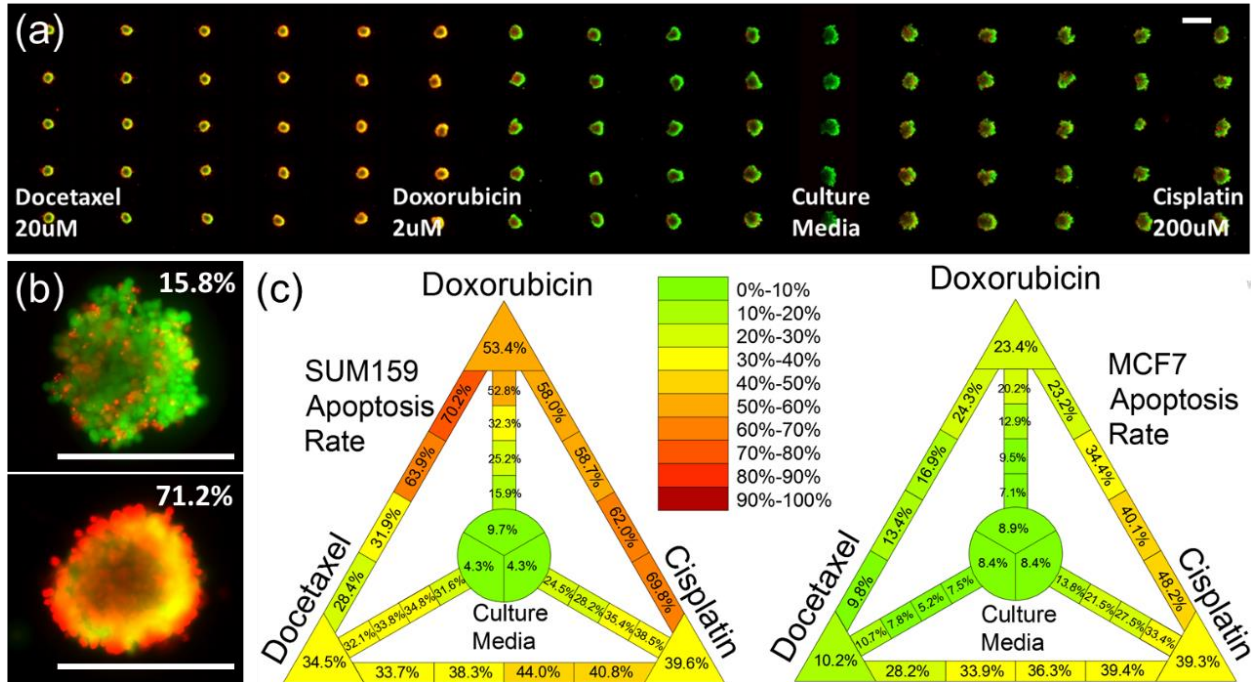 (a)
Docetaxel
20uM
Doxorubicin
2uM
Culture
Media
Cisplatin
200uM
(b)
15.8%
71.2%
(c)
Doxorubicin
SUM159
Apoptosis
Rate
53.4%
52.8%
32.3%
25.2%
15.9%
70.2%
63.9%
31.9%
28.4%
58.0%
58.7%
62.0%
69.8%
9.7%
4.3%
4.3%
32.1%
33.8%
34.8%
31.6%
24.5%
28.2%
35.4%
38.5%
Docetaxel
Cisplatin
Culture
Media
34.5%
33.7%
38.3%
44.0%
40.8%
39.6%
0%-10%
10%-20%
20%-30%
30%-40%
40%-50%
50%-60%
60%-70%
70%-80%
80%-90%
90%-100%
Doxorubicin
MCF7
Apoptosis
Rate
23.4%
20.2%
12.9%
9.5%
7.1%
24.3%
16.9%
13.4%
9.8%
23.2%
34.4%
40.1%
48.2%
8.9%
8.4%
8.4%
10.7%
7.8%
5.2%
7.5%
13.8%
21.5%
27.5%
33.4%
Docetaxel
Cisplatin
Culture
Media
10.2%
28.2%
33.9%
36.3%
39.4%
39.3%